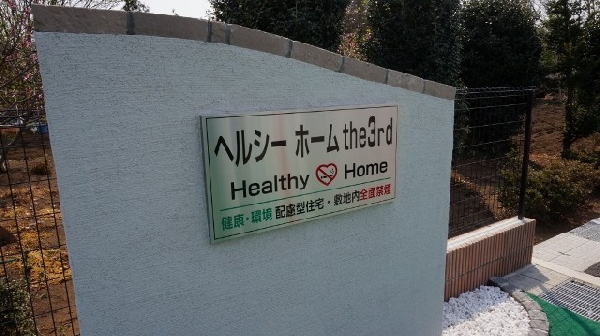 ヘルシー ホーム the3rd
Healthy Home
健康・環境 配慮型住宅・敷地内全面禁煙